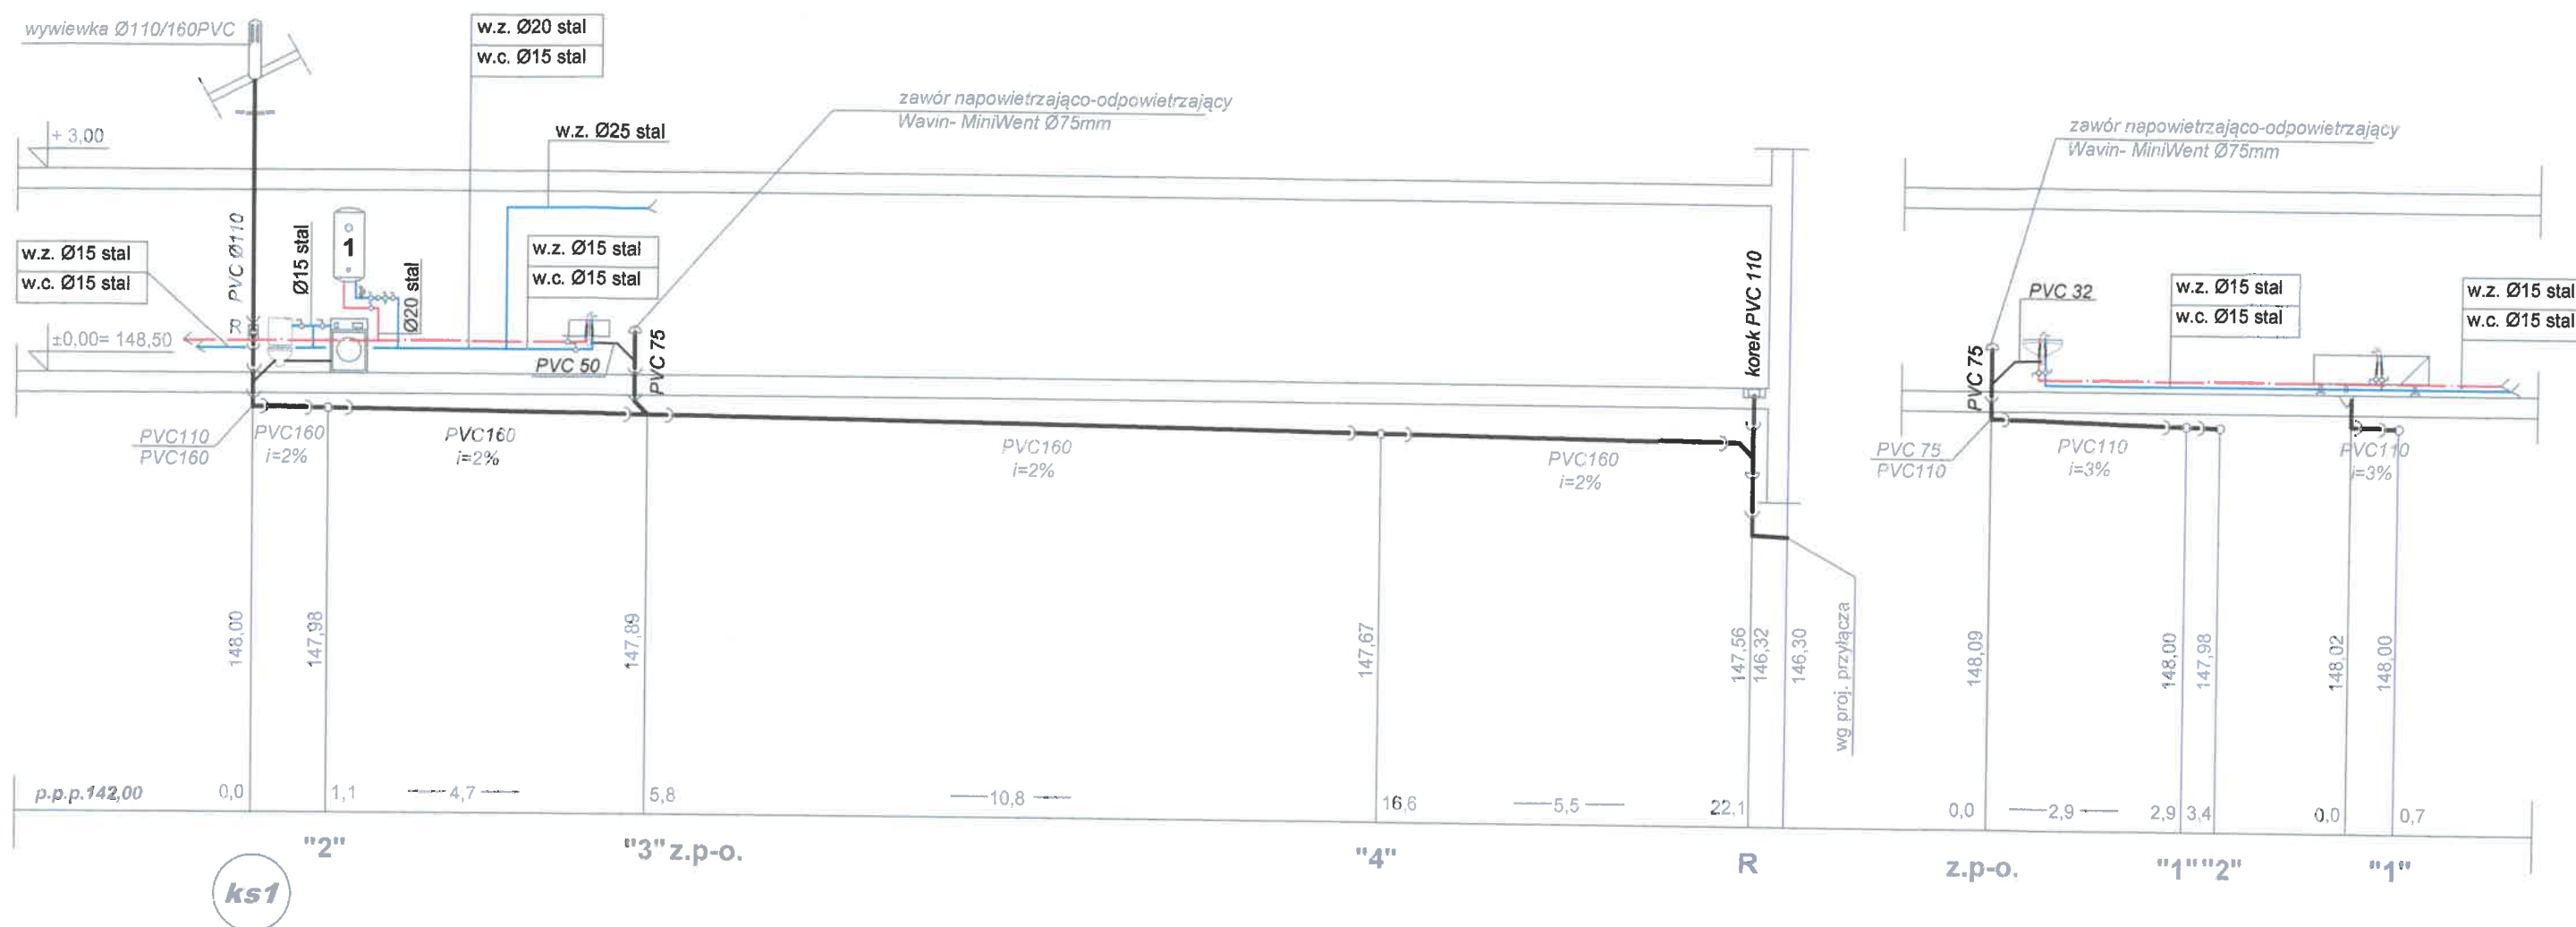 wywiewka Ø110/160PVC
w.z. Ø20 stal
w.c. Ø15 stal
zawór napowietrzająco-odpowietrzający
Wavin- MiniWent Ø75mm
w.z. Ø25 stal
zawór napowietrzająco-odpowietrzający
Wavin- MiniWent Ø75mm
+ 3,00
PVC Ø110
Ø15 stal
1
Ø20 stal
w.z. Ø15 stal
w.c. Ø15 stal
w.z. Ø15 stal
w.c. Ø15 stal
korek PVC 110
PVC 32
w.z. Ø15 stal
w.c. Ø15 stal
w.z. Ø15 stal
w.c. Ø15 stal
R
±0,00= 148,50
PVC 50
PVC 75
PVC 75
PVC110
PVC160
PVC160
i=2%
PVC160
i=2%
PVC160
i=2%
PVC160
i=2%
PVC 75
PVC110
PVC110
i=3%
PVC110
i=3%
148,00
147,98
147,89
147,67
147,56
146,32
146,30
wg proj. przyłącza
148,09
148,00
147,98
148,02
148,00
p.p.p.142,00
0,0
1,1
4,7
5,8
10,8
16,6
5,5
22,1
0,0
2,9
2,9
3,4
0,0
0,7
"2"
"3" z.p-o.
"4"
R
z.p-o.
"1" "2"
"1"
ks1